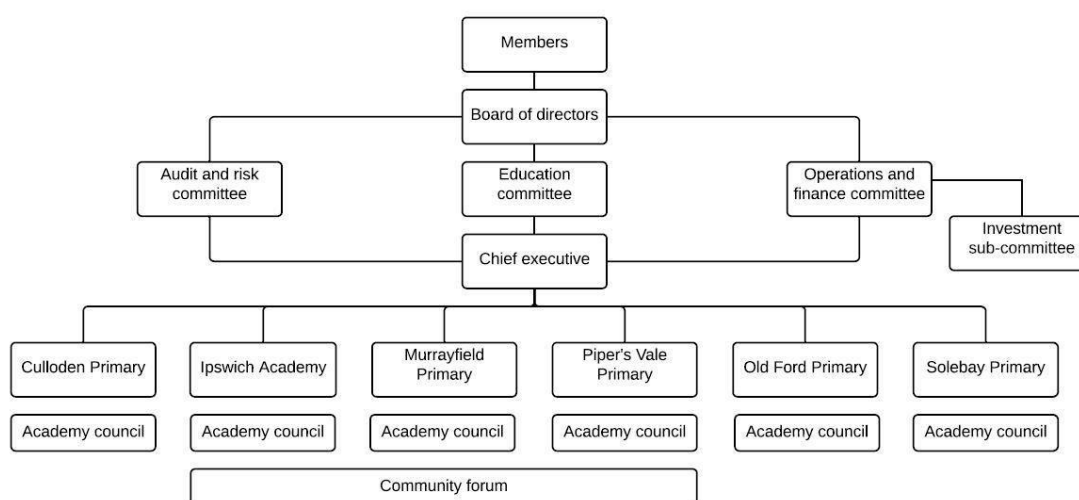 Members
Board of directors
Audit and risk
committee
Education
committee
Operations and
finance committee
Investment
sub-committee
Chief executive
Culloden Primary
Ipswich Academy
Murrayfield
Primary
Piper's Vale
Primary
Old Ford Primary
Solebay Primary
Academy council
Academy council
Academy council
Academy council
Academy council
Academy council
Community forum